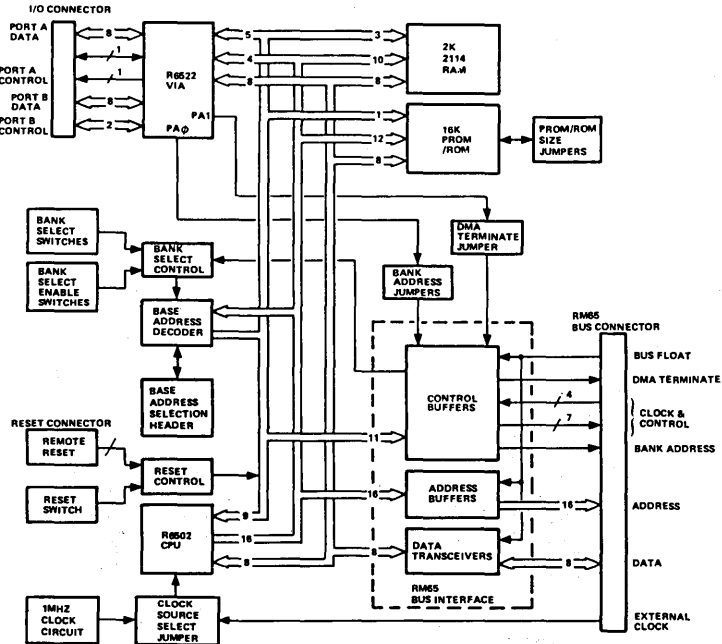 I/O CONNECTOR
PORT A
DATA
8
1
PORT A
CONTROL
1
PORT B
DATA
8
PORT B
CONTROL
2
R6522
VIA
PA1
PAϕ
5
4
8
3
10
8
2K
2114
RAM
1
12
8
16K
PROM
/ROM
PROM/ROM
SIZE
JUMPERS
BANK
SELECT
SWITCHES
BANK
SELECT
ENABLE
SWITCHES
BANK
SELECT
CONTROL
BASE
ADDRESS
DECODER
BASE
ADDRESS
SELECTION
HEADER
DMA
TERMINATE
JUMPER
BANK
ADDRESS
JUMPERS
RM65
BUS CONNECTOR
CONTROL
BUFFERS
11
BUS FLOAT
DMA TERMINATE
4
7
CLOCK &
CONTROL
BANK ADDRESS
RESET CONNECTOR
REMOTE
RESET
RESET
SWITCH
RESET
CONTROL
ADDRESS
BUFFERS
16
16
ADDRESS
R6502
CPU
9
16
8
DATA
TRANSCEIVERS
8
8
DATA
RM65
BUS INTERFACE
1MHZ
CLOCK
CIRCUIT
CLOCK
SOURCE
SELECT
JUMPER
EXTERNAL
CLOCK